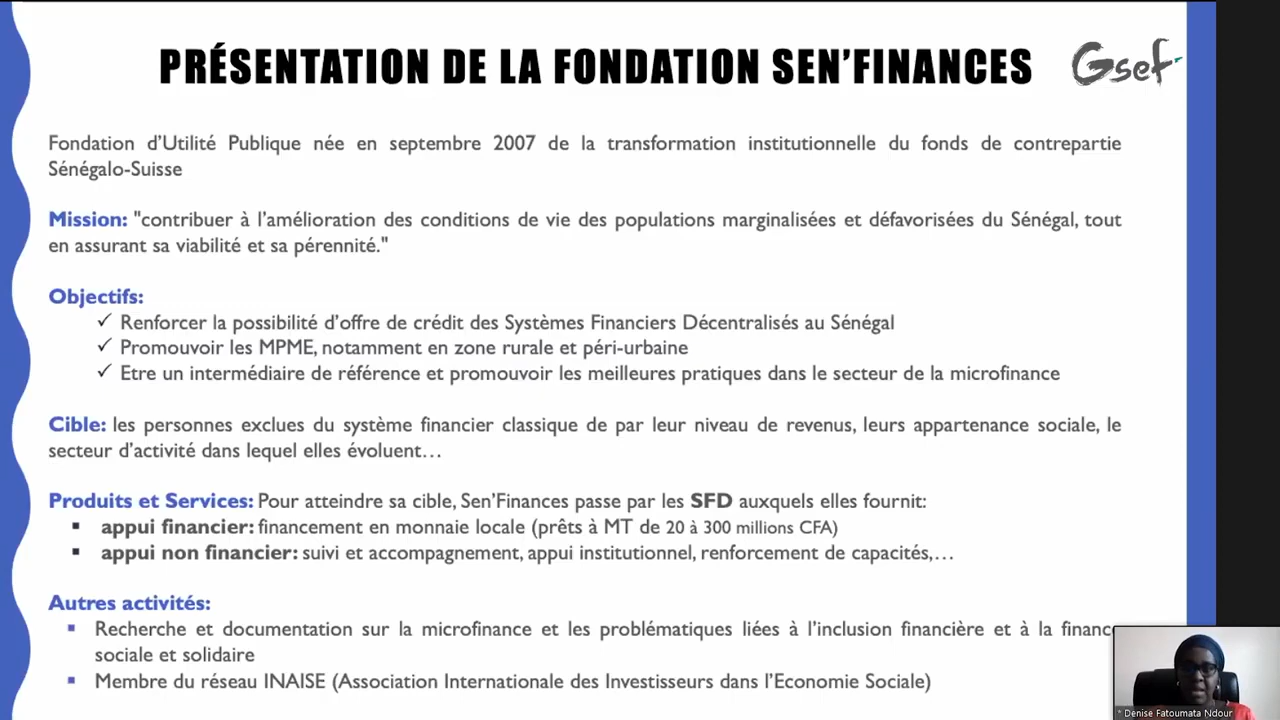 PRÉSENTATION DE LA FONDATION SEN'FINANCES
Gsef
Fondation d'Utilité Publique née en septembre 2007 de la transformation institutionnelle du fonds de contrepartie
Sénégalo-Suisse
Mission: "contribuer à l'amélioration des conditions de vie des populations marginalisées et défavorisées du Sénégal, tout
en assurant sa viabilité et sa pérennité."
Objectifs:
✓ Renforcer la possibilité d'offre de crédit des Systèmes Financiers Décentralisés au Sénégal
✓ Promouvoir les MPME, notamment en zone rurale et péri-urbaine
✓ Etre un intermédiaire de référence et promouvoir les meilleures pratiques dans le secteur de la microfinance
Cible: les personnes exclues du système financier classique de par leur niveau de revenus, leurs appartenance sociale, le
secteur d'activité dans lequel elles évoluent…
Produits et Services: Pour atteindre sa cible, Sen'Finances passe par les SFD auxquels elles fournit:
▪ appui financier: financement en monnaie locale (prêts à MT de 20 à 300 millions CFA)
▪ appui non financier: suivi et accompagnement, appui institutionnel, renforcement de capacités,…
Autres activités:
▪ Recherche et documentation sur la microfinance et les problématiques liées à l'inclusion financière et à la financ
sociale et solidaire
▪ Membre du réseau INAISE (Association Internationale des Investisseurs dans l'Economie Sociale)
* Denise Fatoumata Ndour